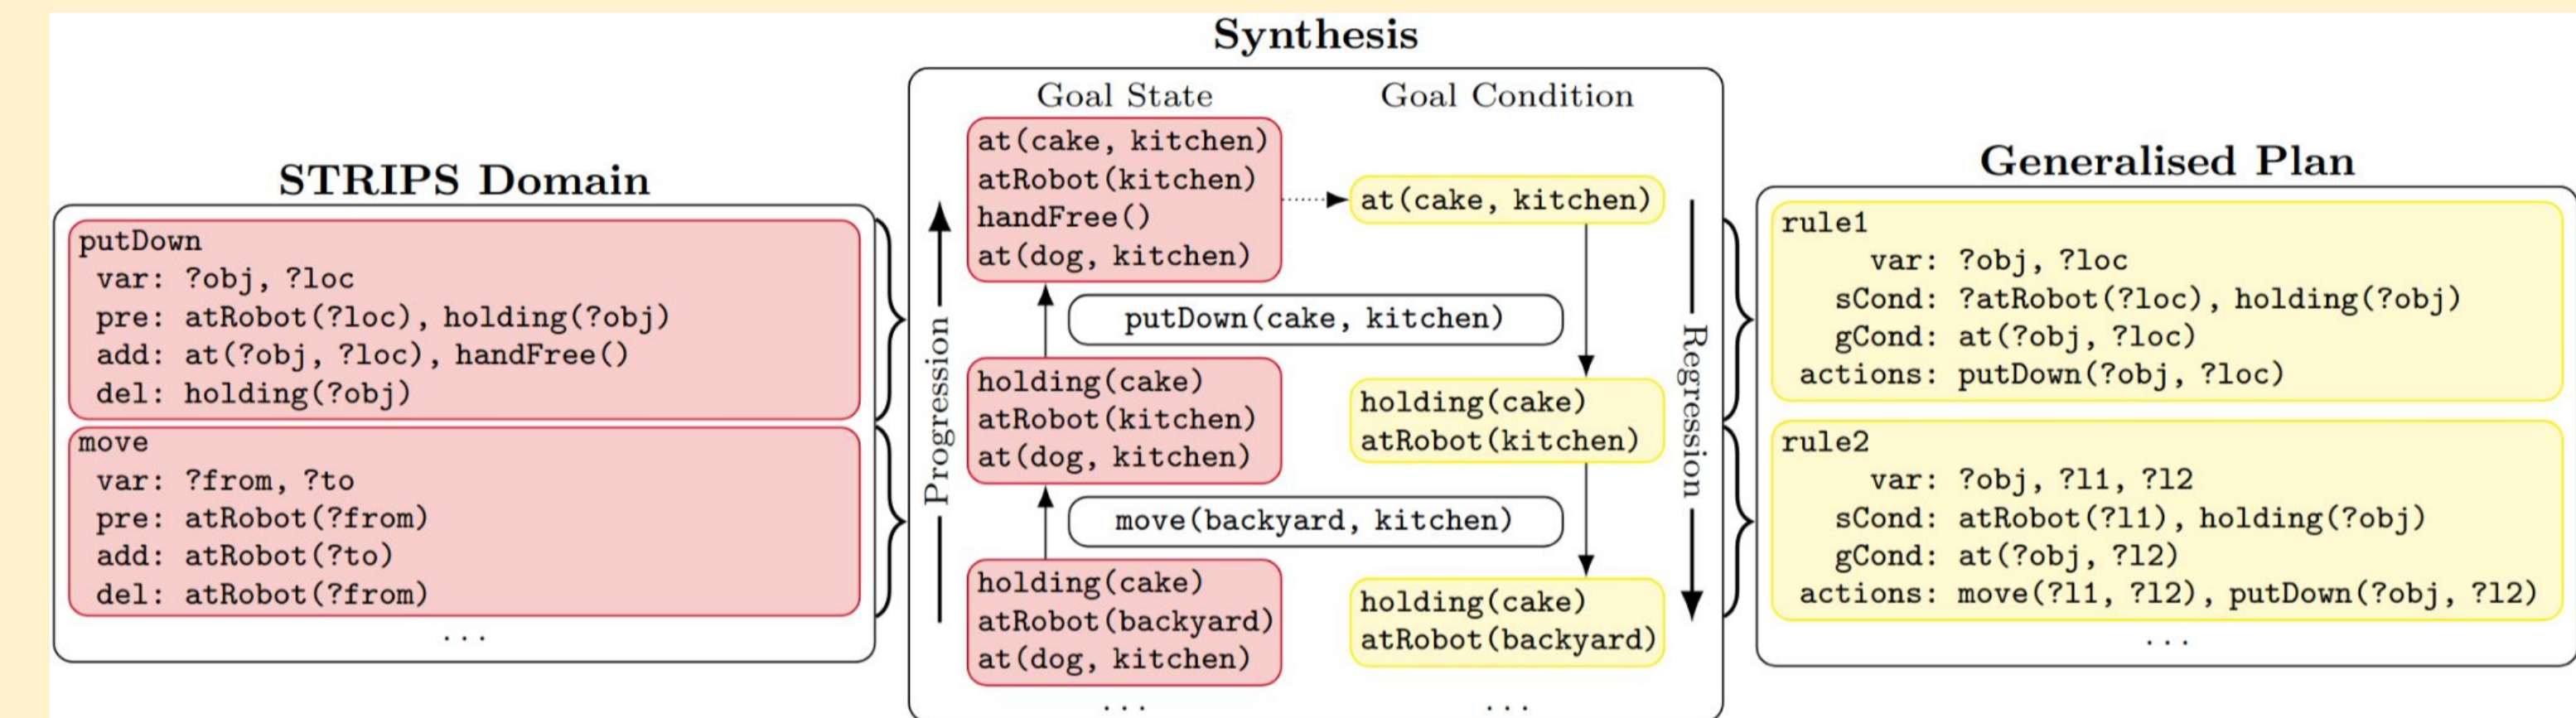 Synthesis
STRIPS Domain
putDown
var: ?obj, ?loc
pre: atRobot(?loc), holding(?obj)
add: at(?obj, ?loc), handFree()
del: holding(?obj)
move
var: ?from, ?to
pre: atRobot(?from)
add: atRobot(?to)
del: atRobot(?from)
...
Progression
Goal State
at(cake, kitchen)
atRobot(kitchen)
handFree()
at(dog, kitchen)
putDown(cake, kitchen)
holding(cake)
atRobot(kitchen)
at(dog, kitchen)
move(backyard, kitchen)
holding(cake)
atRobot(backyard)
at(dog, kitchen)
...
Goal Condition
at(cake, kitchen)
holding(cake)
atRobot(kitchen)
holding(cake)
atRobot(backyard)
...
Regression
Generalised Plan
rule1
var: ?obj, ?loc
sCond: ?atRobot(?loc), holding(?obj)
gCond: at(?obj, ?loc)
actions: putDown(?obj, ?loc)
rule2
var: ?obj, ?l1, ?l2
sCond: atRobot(?l1), holding(?obj)
gCond: at(?obj, ?l2)
actions: move(?l1, ?l2), putDown(?obj, ?l2)
...